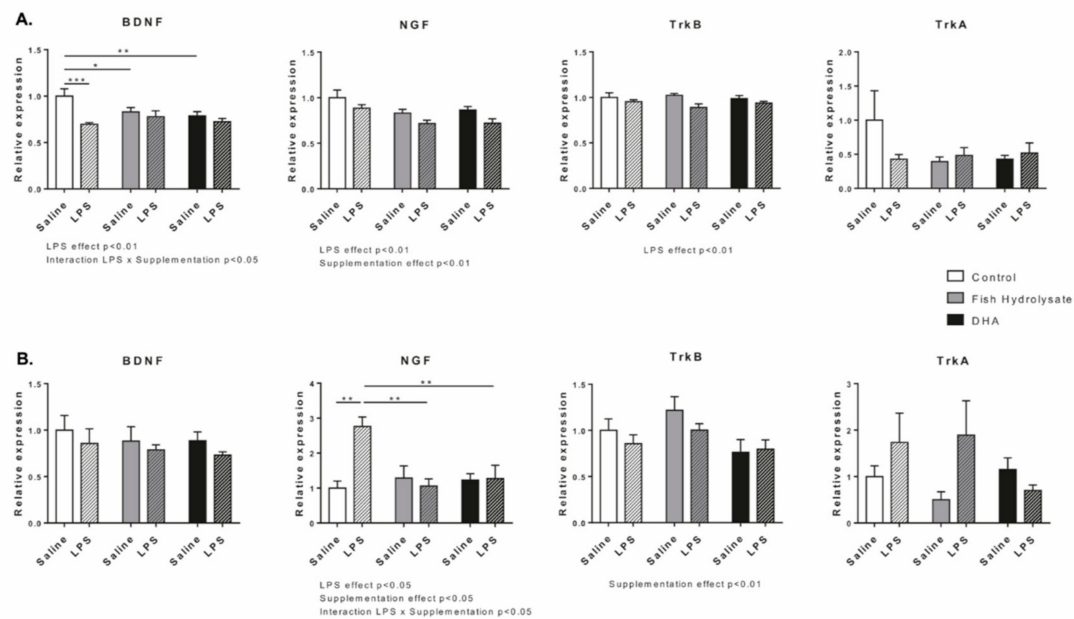 A.
BDNF
NGF
TrkB
TrkA
Relative expression
1.5
1.0
0.5
0.0
***
*
**
Saline
LPS
Saline
LPS
Saline
LPS
LPS effect p<0.01
Interaction LPS x Supplementation p<0.05
Relative expression
1.5
1.0
0.5
0.0
Saline
LPS
Saline
LPS
Saline
LPS
LPS effect p<0.01
Supplementation effect p<0.01
Relative expression
1.5
1.0
0.5
0.0
Saline
LPS
Saline
LPS
Saline
LPS
LPS effect p<0.01
Relative expression
2.0
1.5
1.0
0.5
0.0
Saline
LPS
Saline
LPS
Saline
LPS
Control
Fish Hydrolysate
DHA
B.
BDNF
NGF
TrkB
TrkA
Relative expression
1.5
1.0
0.5
0.0
Saline
LPS
Saline
LPS
Saline
LPS
Relative expression
4
3
2
1
0
**
**
**
Saline
LPS
Saline
LPS
Saline
LPS
LPS effect p<0.05
Supplementation effect p<0.05
Interaction LPS x Supplementation p<0.05
Relative expression
1.5
1.0
0.5
0.0
Saline
LPS
Saline
LPS
Saline
LPS
Supplementation effect p<0.01
Relative expression
3
2
1
0
Saline
LPS
Saline
LPS
Saline
LPS